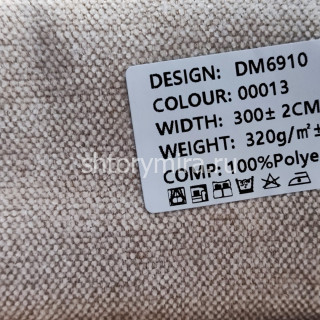 DESIGN: DM6910
COLOUR: 00013
WIDTH: 300± 2CM
WEIGHT: 320g/㎡±
shtorymira.ru
COMP: 100%Polye